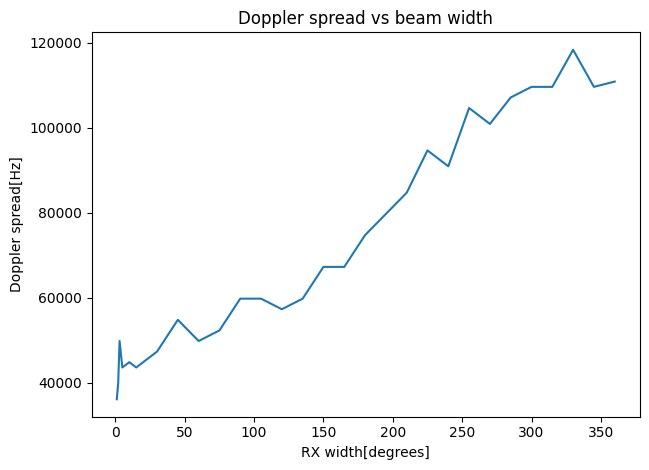 Doppler spread vs beam width
120000
100000
80000
60000
40000
Doppler spread[Hz]
0 50 100 150 200 250 300 350
RX width[degrees]